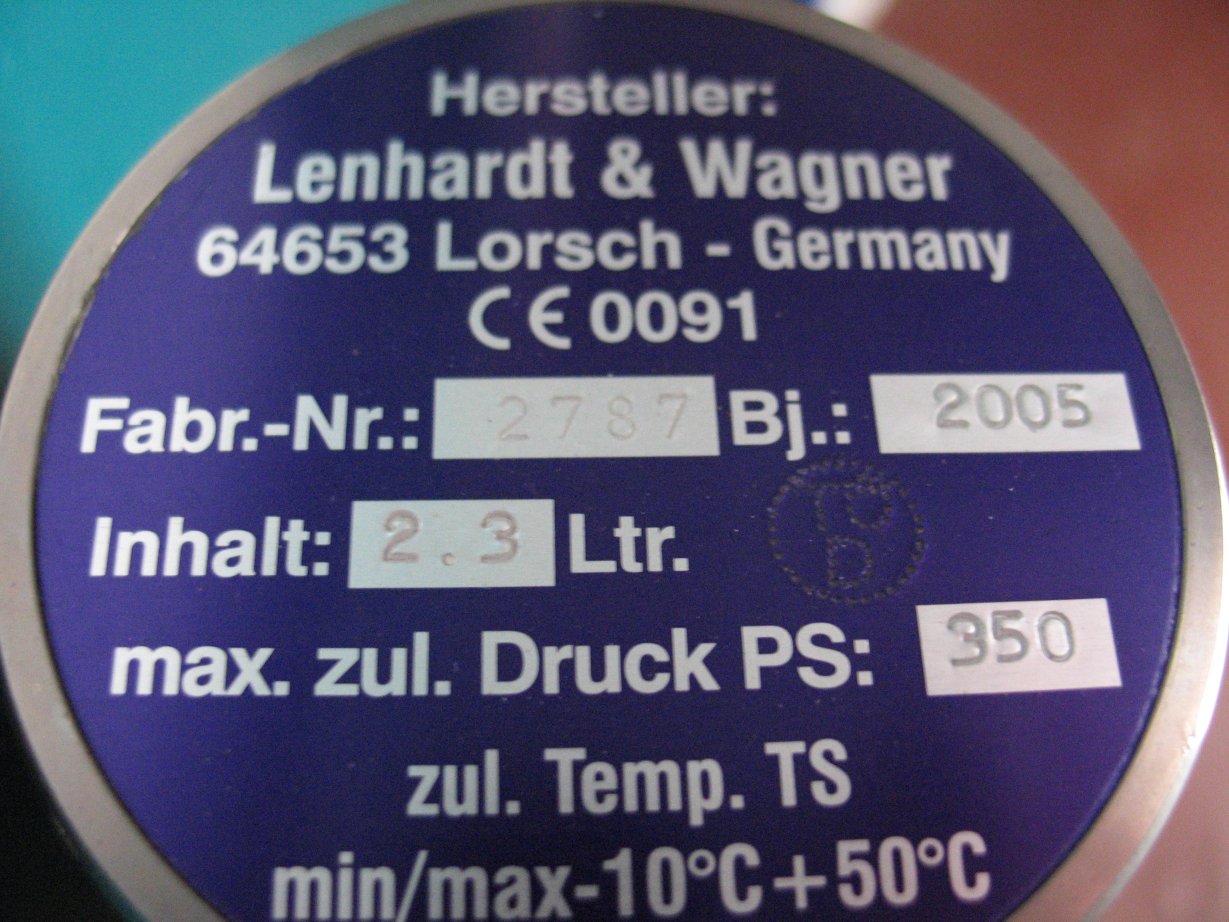 Hersteller:
Lenhardt & Wagner
64653 Lorsch - Germany
CE 0091
Fabr.-Nr.: 2787 Bj.: 2005
Inhalt: 2.3 Ltr.
max. zul. Druck PS: 350
zul. Temp. TS
min/max-10°C+50°C